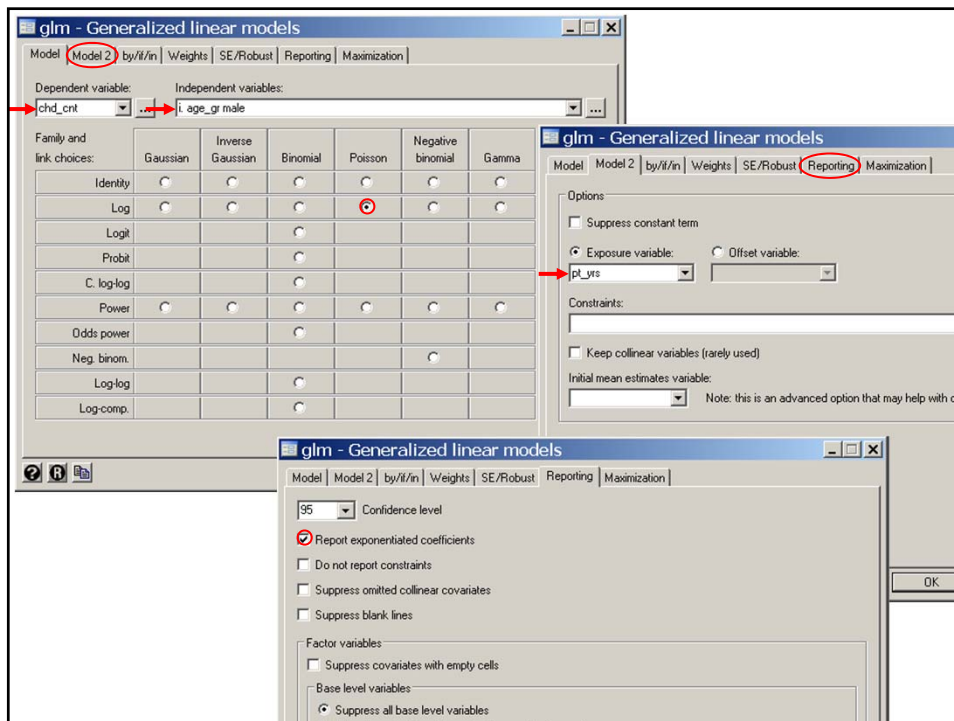 glm - Generalized linear models
Model Model 2 by/if/in Weights SE/Robust Reporting Maximization
Dependent variable: Independent variables:
chd_cnt ... i. age_gr male ...
Family and
link choices:
Gaussian Inverse Gaussian Binomial Poisson Negative binomial Gamma
Identity
Log
Logit
Probit
C. log-log
Power
Odds power
Neg. binom.
Log-log
Log-comp.
glm - Generalized linear models
Model Model 2 by/if/in Weights SE/Robust Reporting Maximization
Options
Suppress constant term
Exposure variable: Offset variable:
pt_yrs
Constraints:
Keep collinear variables (rarely used)
Initial mean estimates variable:
Note: this is an advanced option that may help with c
OK
glm - Generalized linear models
Model Model 2 by/if/in Weights SE/Robust Reporting Maximization
95 Confidence level
Report exponentiated coefficients
Do not report constraints
Suppress omitted collinear covariates
Suppress blank lines
Factor variables
Suppress covariates with empty cells
Base level variables
Suppress all base level variables